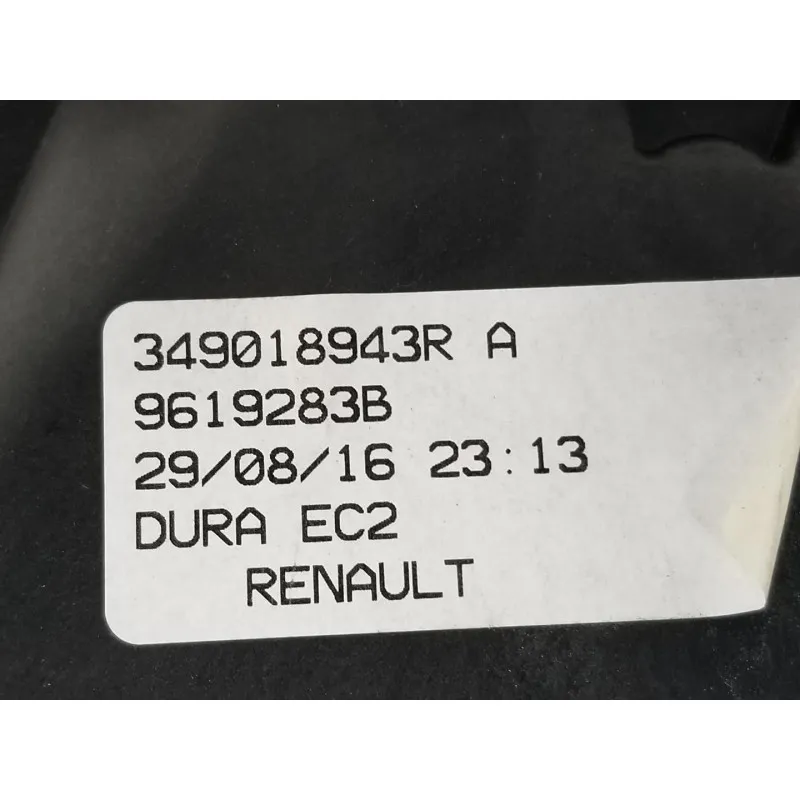 349018943R A
9619283B
29/08/16 23:13
DURA EC2
RENAULT